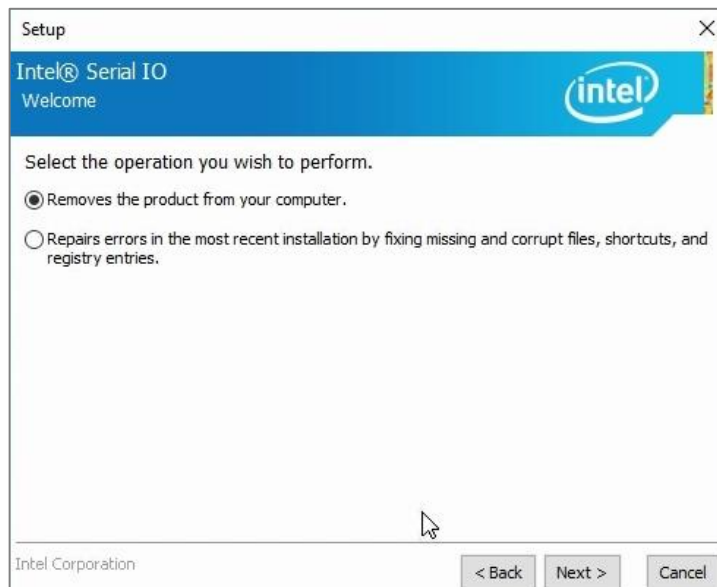 Setup
Intel® Serial IO
Welcome
intel
Select the operation you wish to perform.
Removes the product from your computer.
Repairs errors in the most recent installation by fixing missing and corrupt files, shortcuts, and
registry entries.
Intel Corporation
< Back Next > Cancel